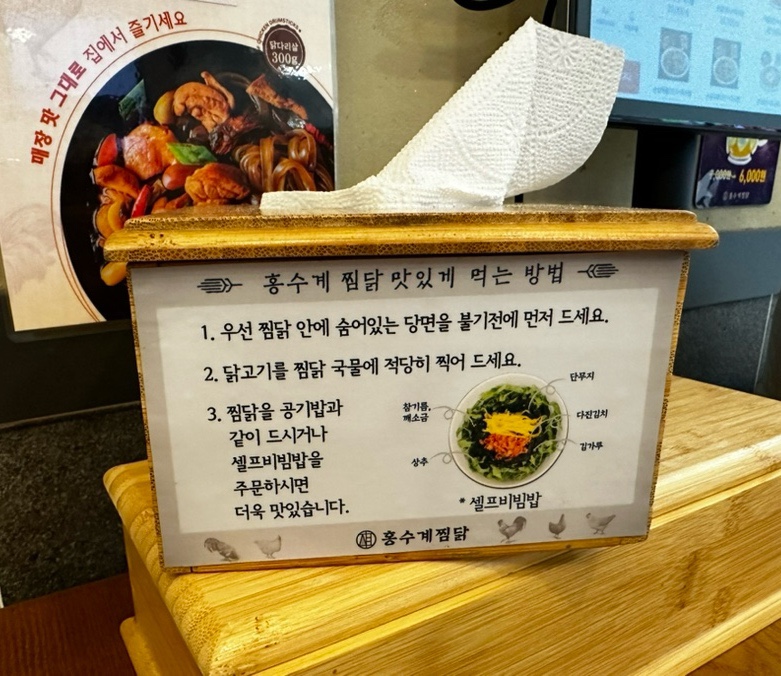 매장 맛 그대로 집에서 즐기세요
CHICKEN DRUMSTICKS
닭다리살
300g
6,000원
홍수계찜닭
홍수계 찜닭 맛있게 먹는 방법
1. 우선 찜닭 안에 숨어있는 당면을 불기전에 먼저 드세요.
2. 닭고기를 찜닭 국물에 적당히 찍어 드세요.
3. 찜닭을 공기밥과
같이 드시거나
셀프비빔밥을
주문하시면
더욱 맛있습니다.
참기름,
깨소금
상추
단무지
다진김치
김가루
* 셀프비빔밥
홍수계찜닭